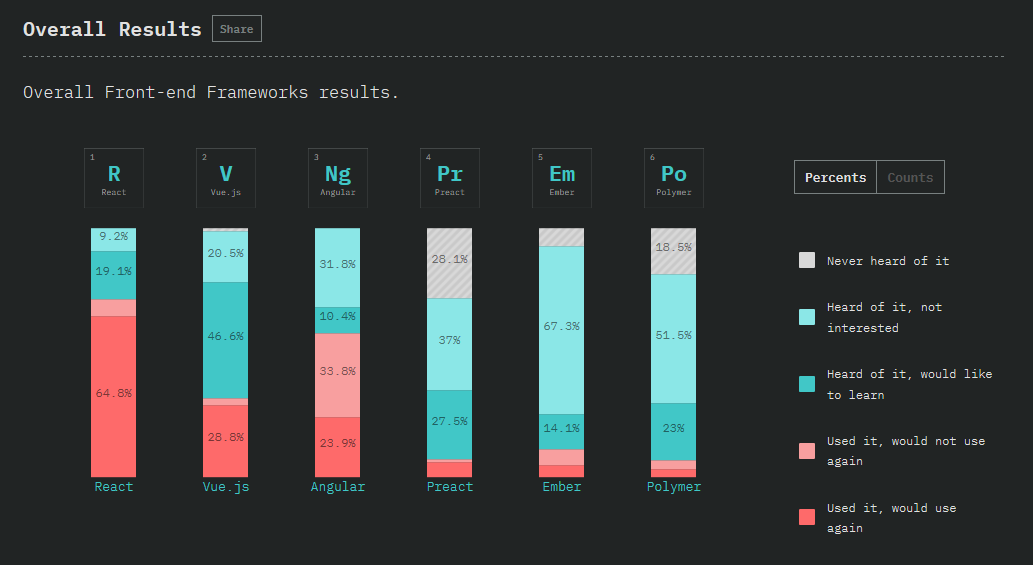 Overall Results
Share
Overall Front-end Frameworks results.
1
R
React
2
V
Vue.js
3
Ng
Angular
4
Pr
Preact
5
Em
Ember
6
Po
Polymer
Percents
Counts
9.2%
19.1%
64.8%
React
20.5%
46.6%
28.8%
Vue.js
31.8%
10.4%
33.8%
23.9%
Angular
28.1%
37%
27.5%
Preact
67.3%
14.1%
Ember
18.5%
51.5%
23%
Polymer
Never heard of it
Heard of it, not
interested
Heard of it, would like
to learn
Used it, would not use
again
Used it, would use
again